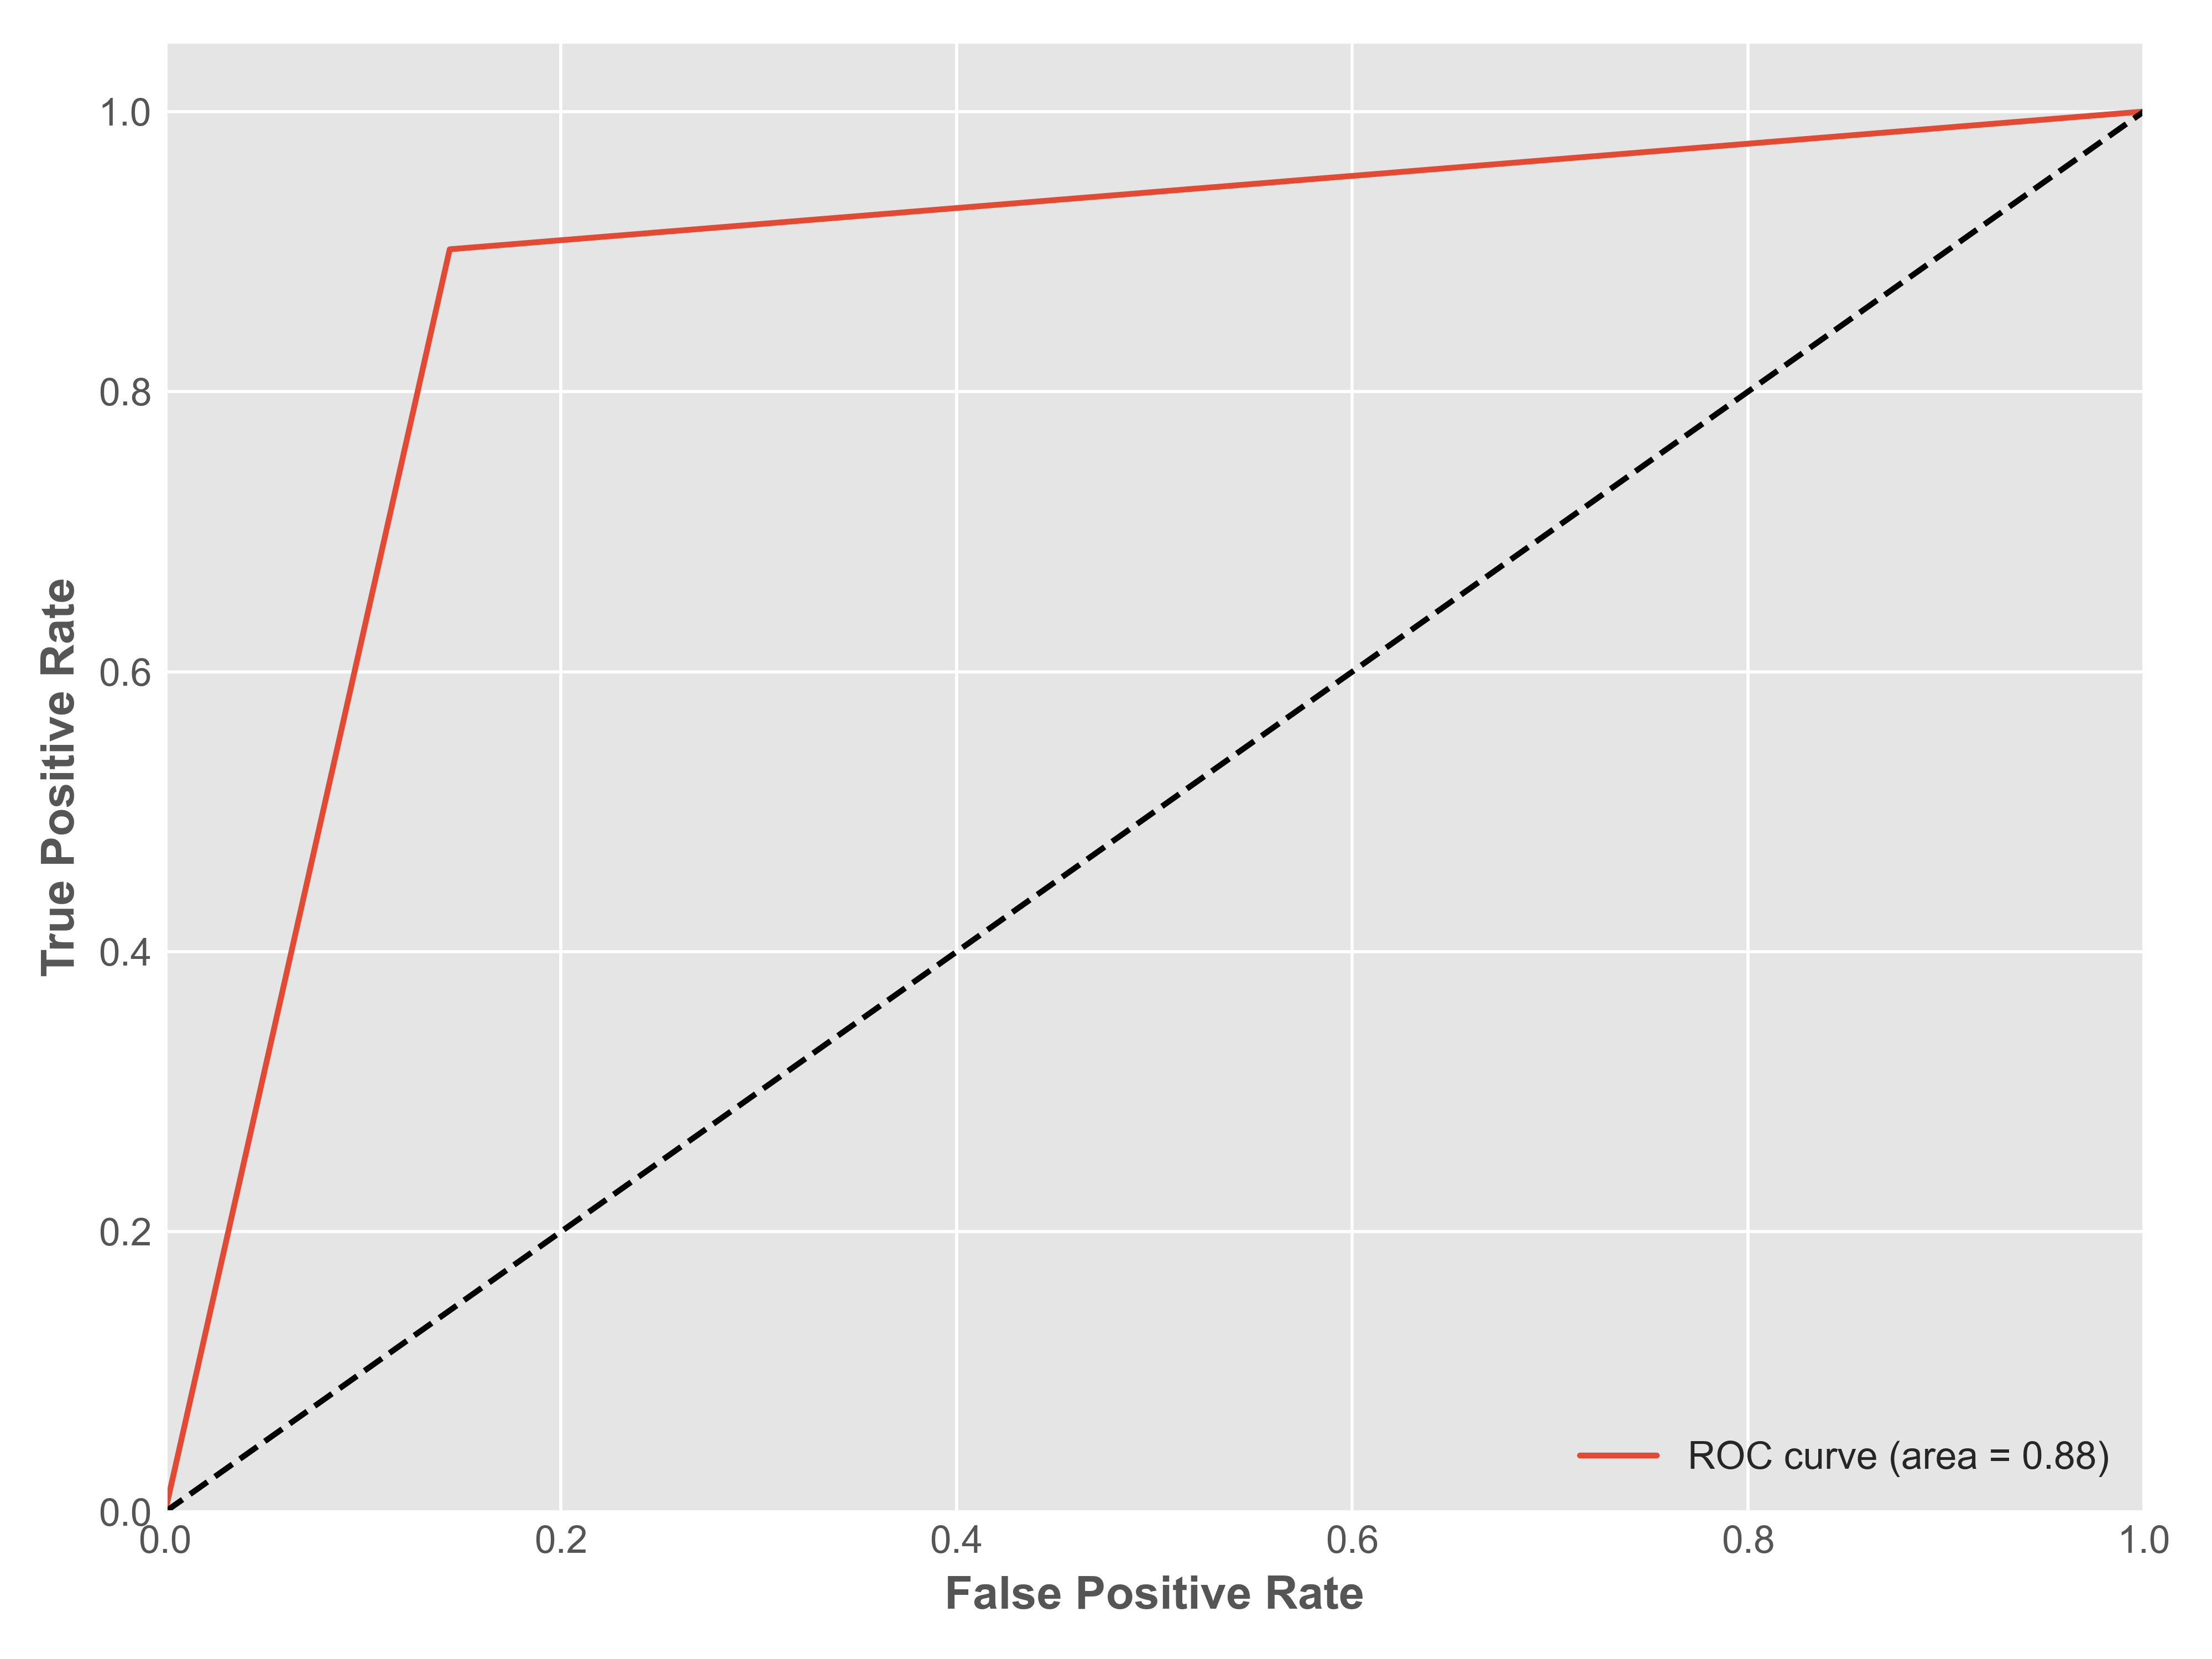 1.0
0.8
0.6
0.4
0.2
0.0
True Positive Rate
ROC curve (area = 0.88)
0.0 0.2 0.4 0.6 0.8 1.0
False Positive Rate